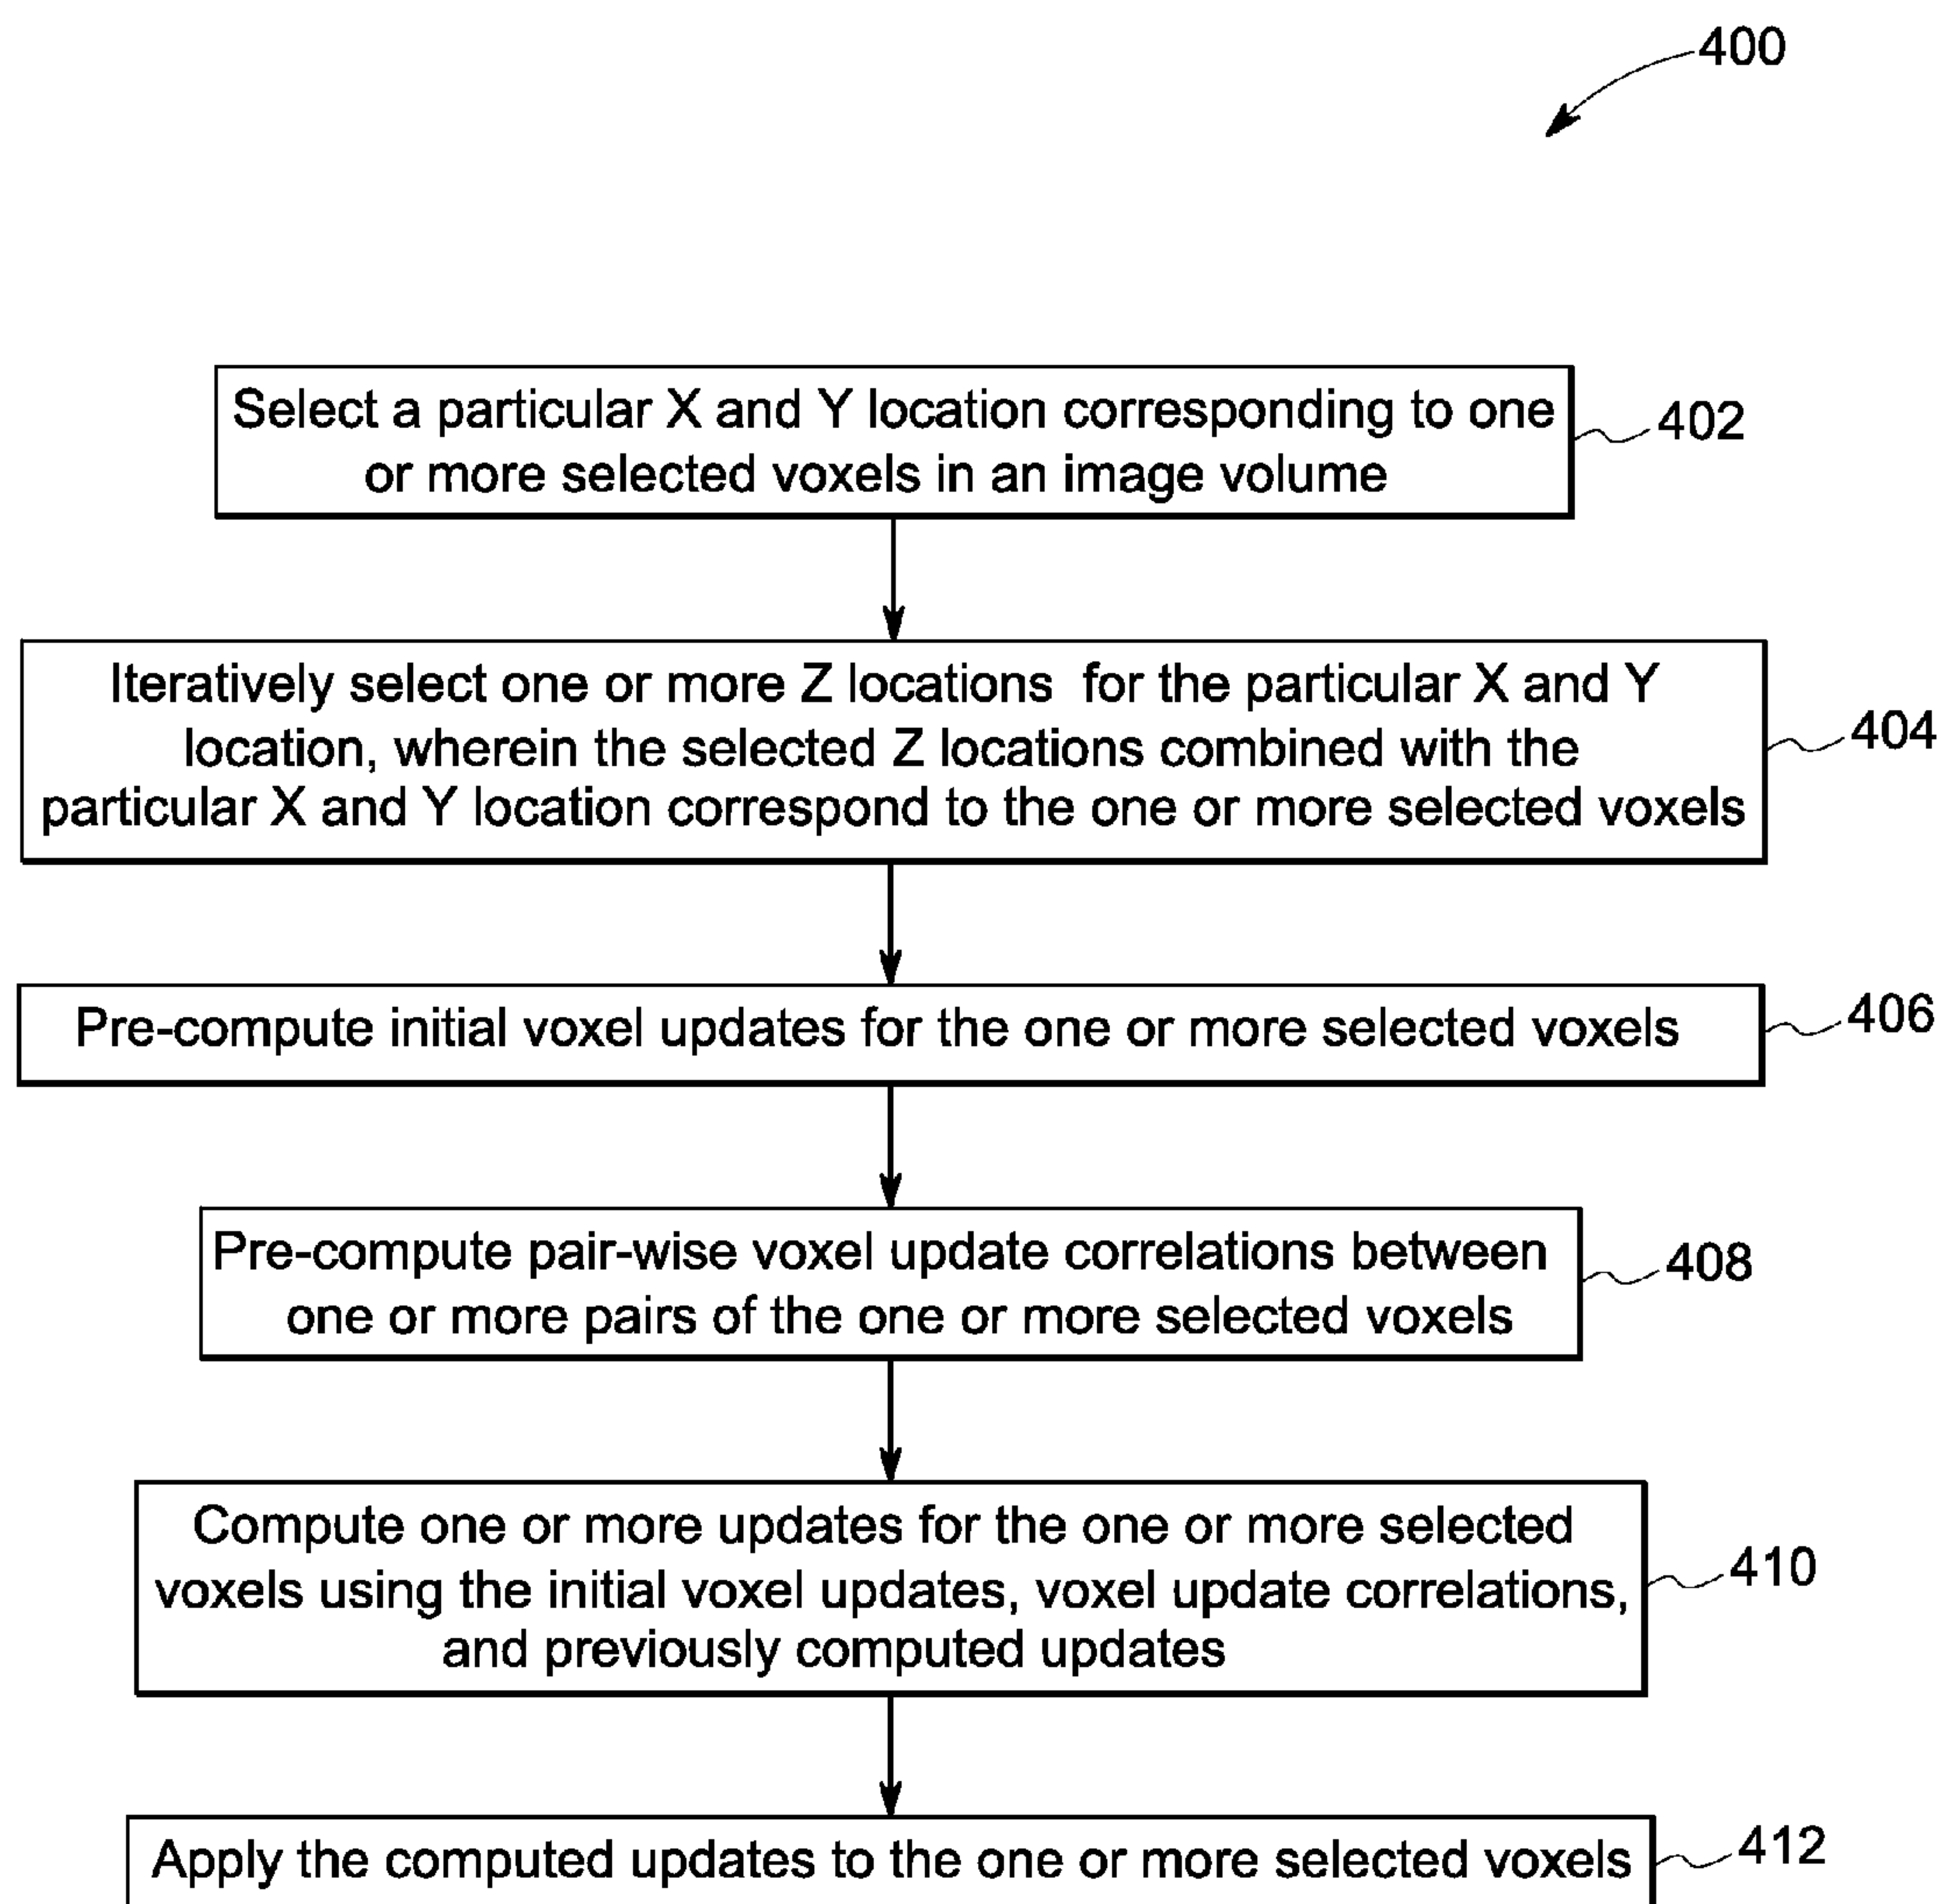 400
Select a particular X and Y location corresponding to one
or more selected voxels in an image volume
402
Iteratively select one or more Z locations for the particular X and Y
location, wherein the selected Z locations combined with the
particular X and Y location correspond to the one or more selected voxels
404
Pre-compute initial voxel updates for the one or more selected voxels
406
Pre-compute pair-wise voxel update correlations between
one or more pairs of the one or more selected voxels
408
Compute one or more updates for the one or more selected
voxels using the initial voxel updates, voxel update correlations,
and previously computed updates
410
Apply the computed updates to the one or more selected voxels
412